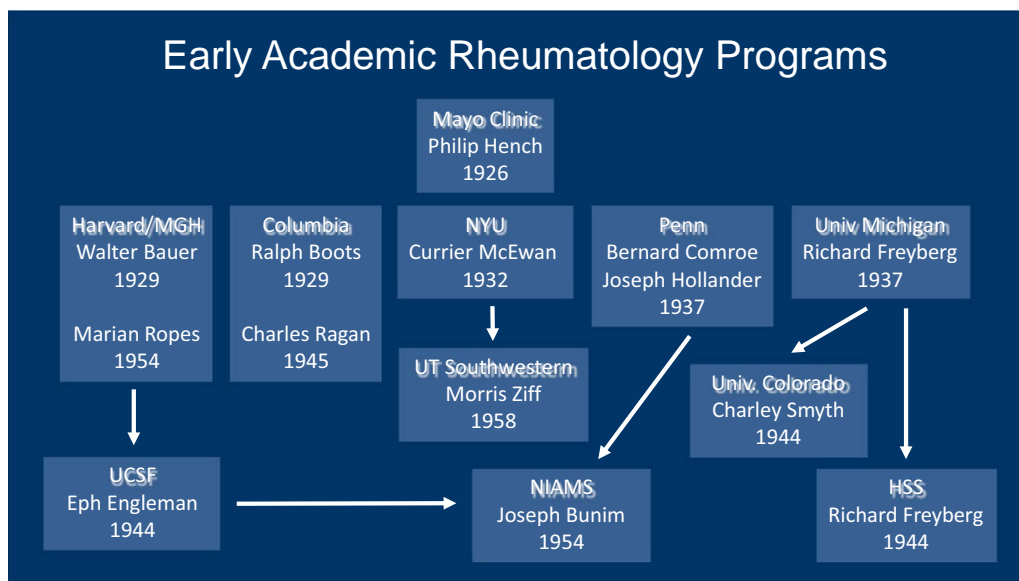 Early Academic Rheumatology Programs
Mayo Clinic
Philip Hench
1926
Harvard/MGH
Walter Bauer
1929
Marian Ropes
1954
Columbia
Ralph Boots
1929
Charles Ragan
1945
NYU
Currier McEwan
1932
Penn
Bernard Comroe
Joseph Hollander
1937
Univ Michigan
Richard Freyberg
1937
UT Southwestern
Morris Ziff
1958
Univ. Colorado
Charley Smyth
1944
UCSF
Eph Engleman
1944
NIAMS
Joseph Bunim
1954
HSS
Richard Freyberg
1944